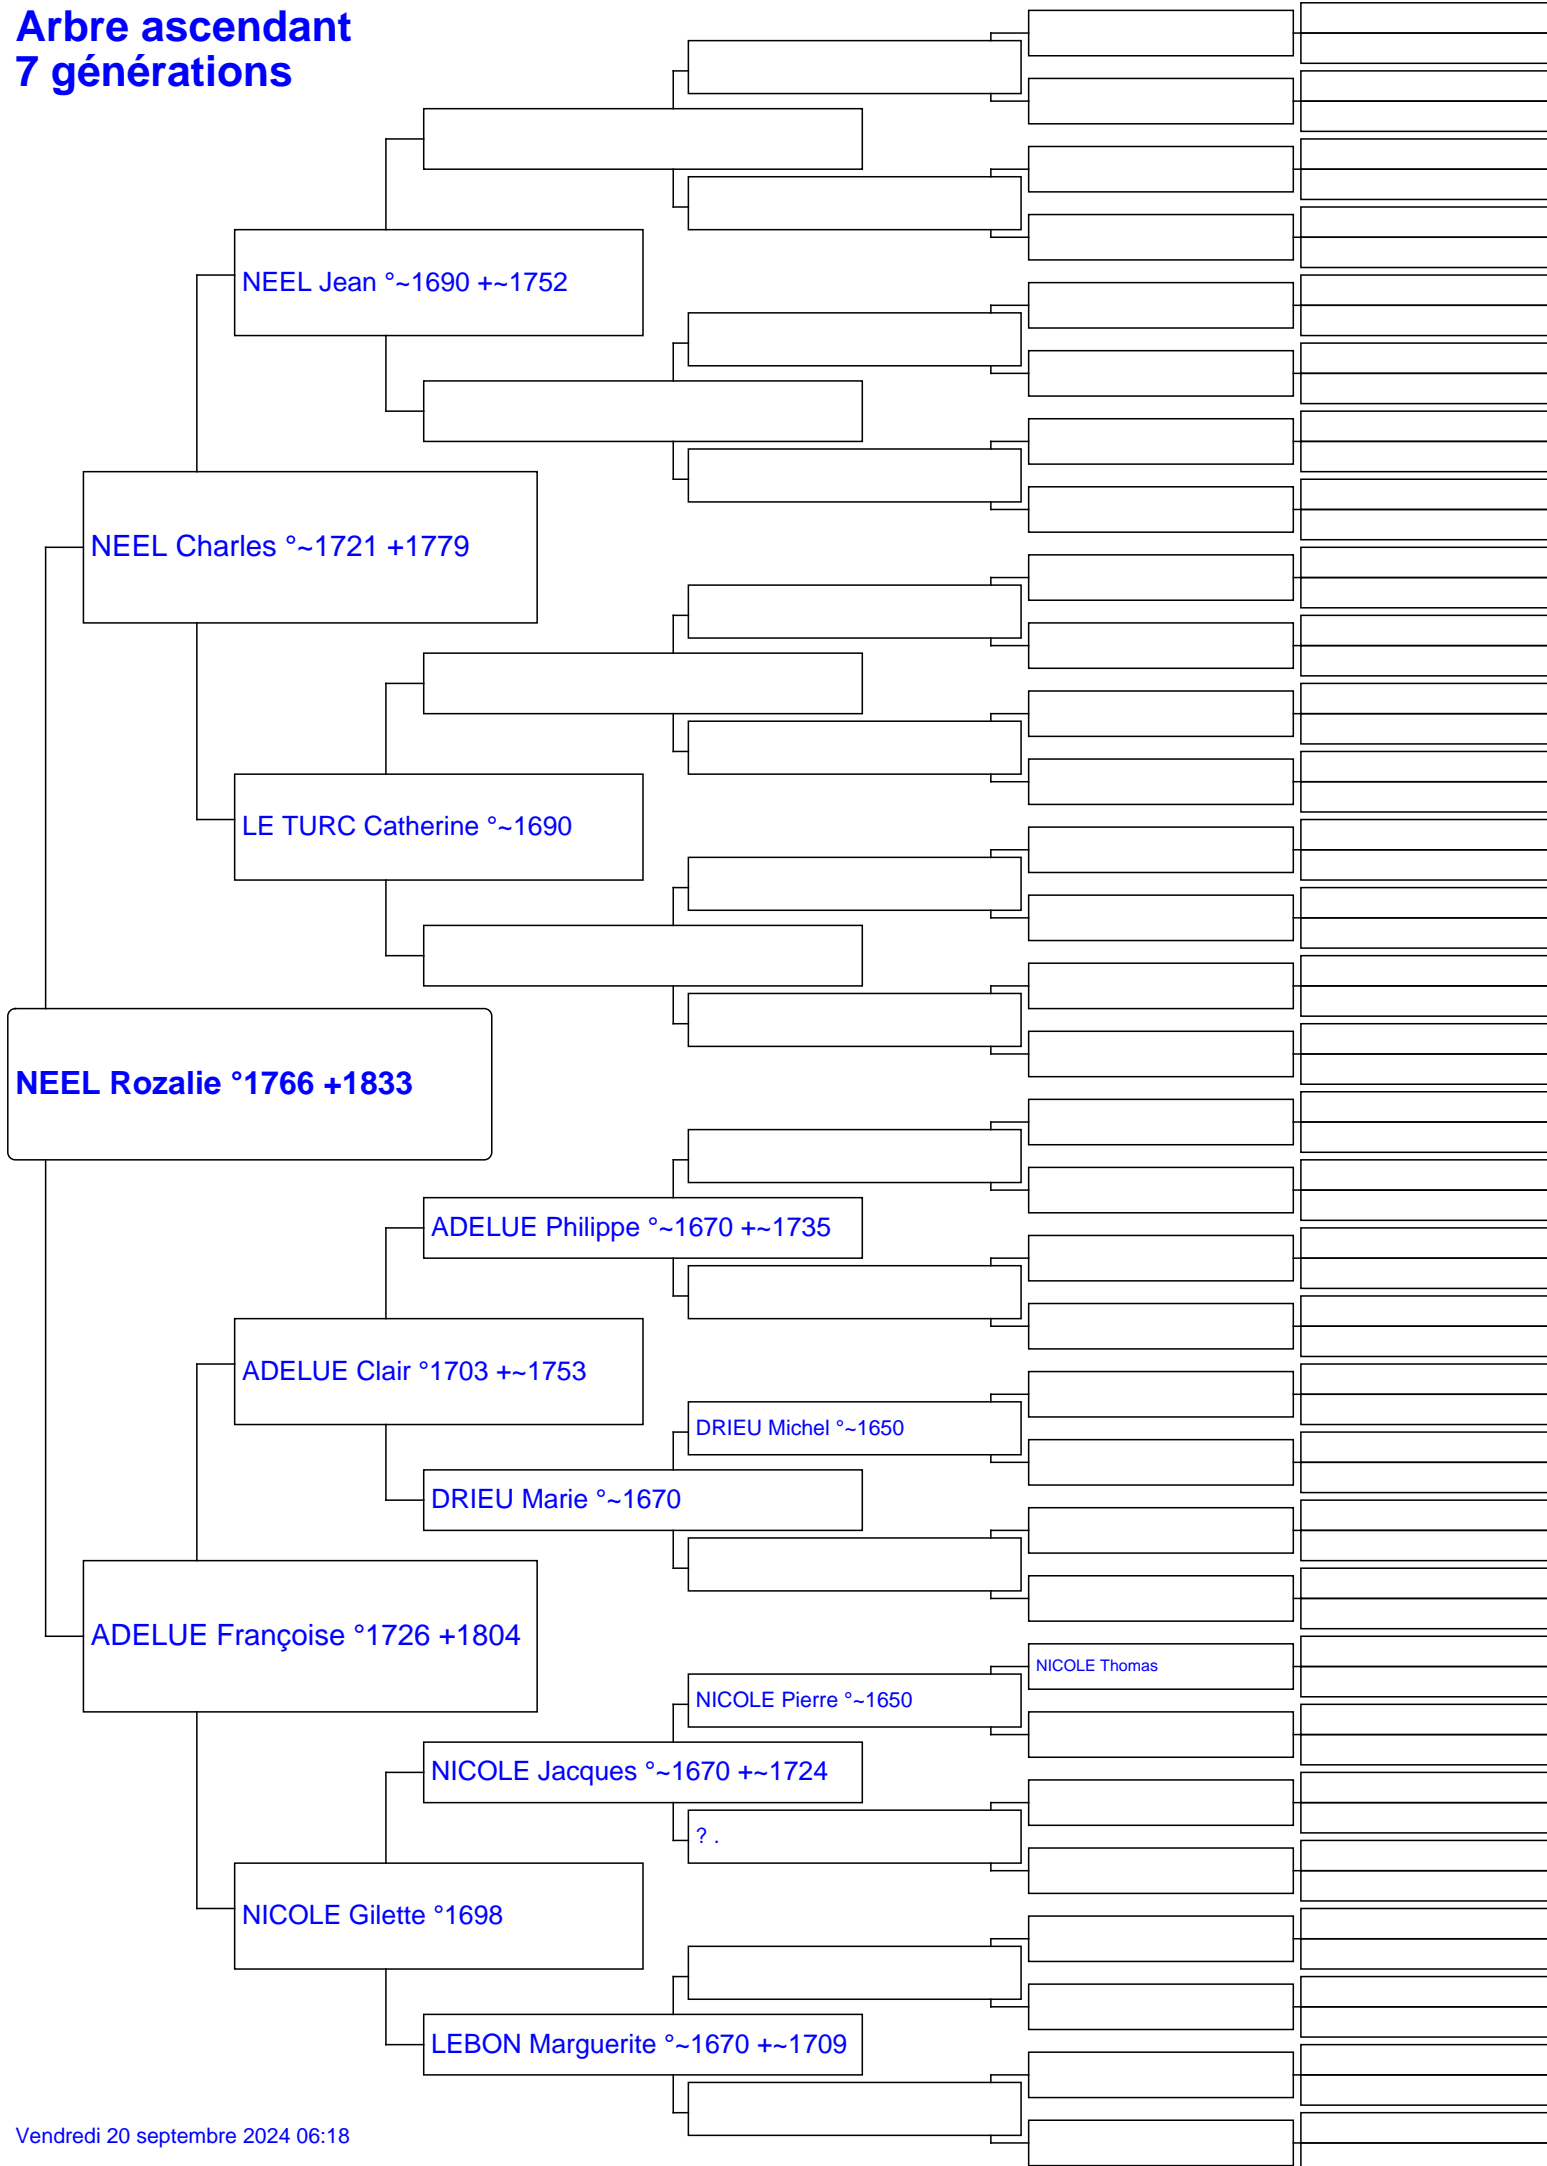 Arbre ascendant
7 générations
NEEL Jean °~1690 +~1752
NEEL Charles °~1721 +1779
LE TURC Catherine °~1690
NEEL Rozalie °1766 +1833
ADELUE Philippe °~1670 +~1735
ADELUE Clair °1703 +~1753
DRIEU Michel °~1650
DRIEU Marie °~1670
ADELUE Françoise °1726 +1804
NICOLE Thomas
NICOLE Pierre °~1650
NICOLE Jacques °~1670 +~1724
? .
NICOLE Gilette °1698
LEBON Marguerite °~1670 +~1709
Vendredi 20 septembre 2024 06:18